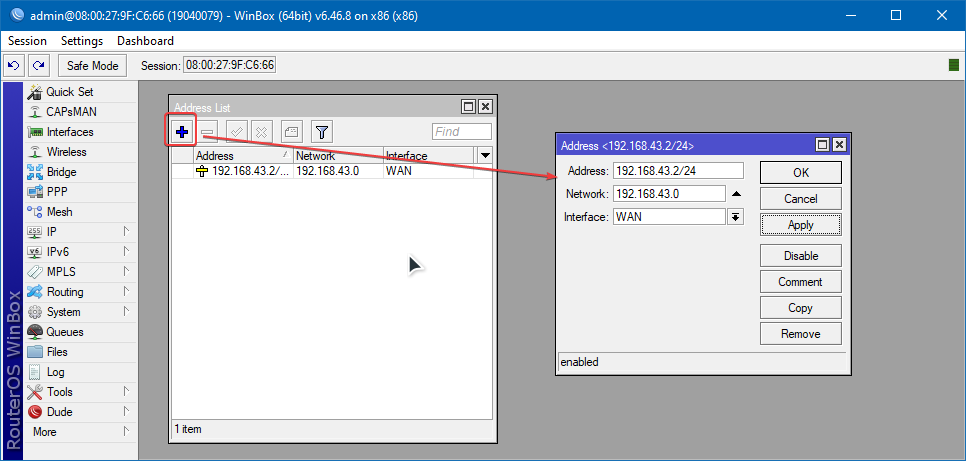 admin@08:00:27:9F:C6:66 (19040079) - WinBox (64bit) v6.46.8 on x86 (x86)
Session Settings Dashboard
Safe Mode Session: 08:00:27:9F:C6:66
RouterOS WinBox
Quick Set
CAPsMAN
Interfaces
Wireless
Bridge
PPP
Mesh
IP
IPv6
MPLS
Routing
System
Queues
Files
Log
Tools
Dude
More
Address List
Find
Address Network Interface
192.168.43.2/... 192.168.43.0 WAN
1 item
Address <192.168.43.2/24>
Address: 192.168.43.2/24
Network: 192.168.43.0
Interface: WAN
OK
Cancel
Apply
Disable
Comment
Copy
Remove
enabled